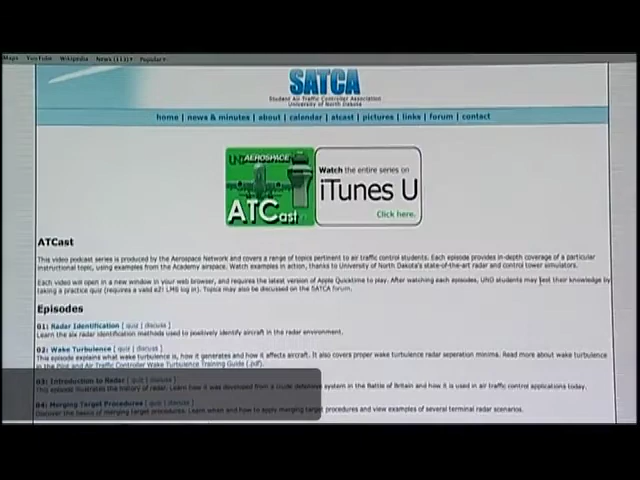 Maps YouTube Wikipedia News (111) Popular
SATCA
Student Air Traffic Controller Association
University of North Dakota
home | news & minutes | about | calendar | atcast | pictures | links | forum | contact
UND AEROSPACE
ATCast
Watch the entire series on
iTunes U
Click here.
ATCast
This video podcast series is produced by the Aerospace Network and covers a range of topics pertinent to air traffic control students. Each episode provides in-depth coverage of a particular
instructional topic, using examples from the Academy airspace. Watch examples in action, thanks to University of North Dakota's state-of-the-art radar and control tower simulators.
Each video will open in a new window in your web browser, and requires the latest version of Apple Quicktime to play. After watching each episodes, UND students may test their knowledge by
taking a practice quiz (requires a valid e2! LMS log in). Topics may also be discussed on the SATCA forum.
Episodes
01: Radar Identification [ quiz | discuss ]
Learn the six radar identification methods used to positively identify aircraft in the radar environment.
02: Wake Turbulence [ quiz | discuss ]
This episode explains what wake turbulence is, how it generates and how it affects aircraft. It also covers proper wake turbulence radar seperation minima. Read more about wake turbulence
in the Pilot and Air Traffic Controller Wake Turbulence Training Guide (.pdf).
03: Introduction to Radar [ quiz | discuss ]
This episode illustrates the history of radar. Learn how it was developed from a crude defensive system in the Battle of Britain and how it is used in air traffic control applications today.
04: Merging Target Procedures [ quiz | discuss ]
Discover the basics of merging target procedures. Learn when and how to apply merging target procedures and view examples of several terminal radar scenarios.